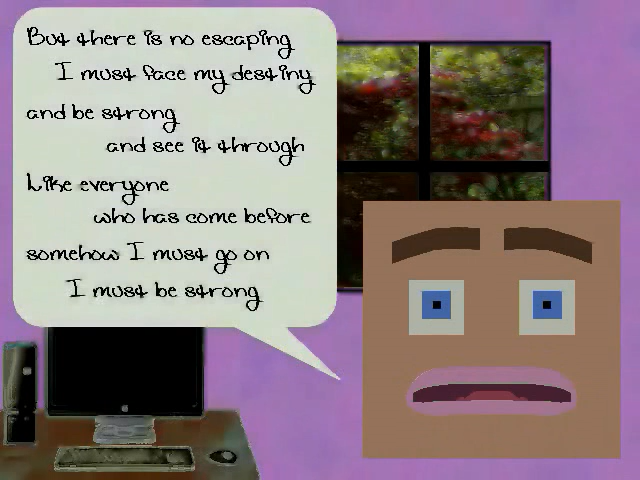 But there is no escaping
I must face my destiny
and be strong
and see it through
Like everyone
who has come before
somehow I must go on
I must be strong